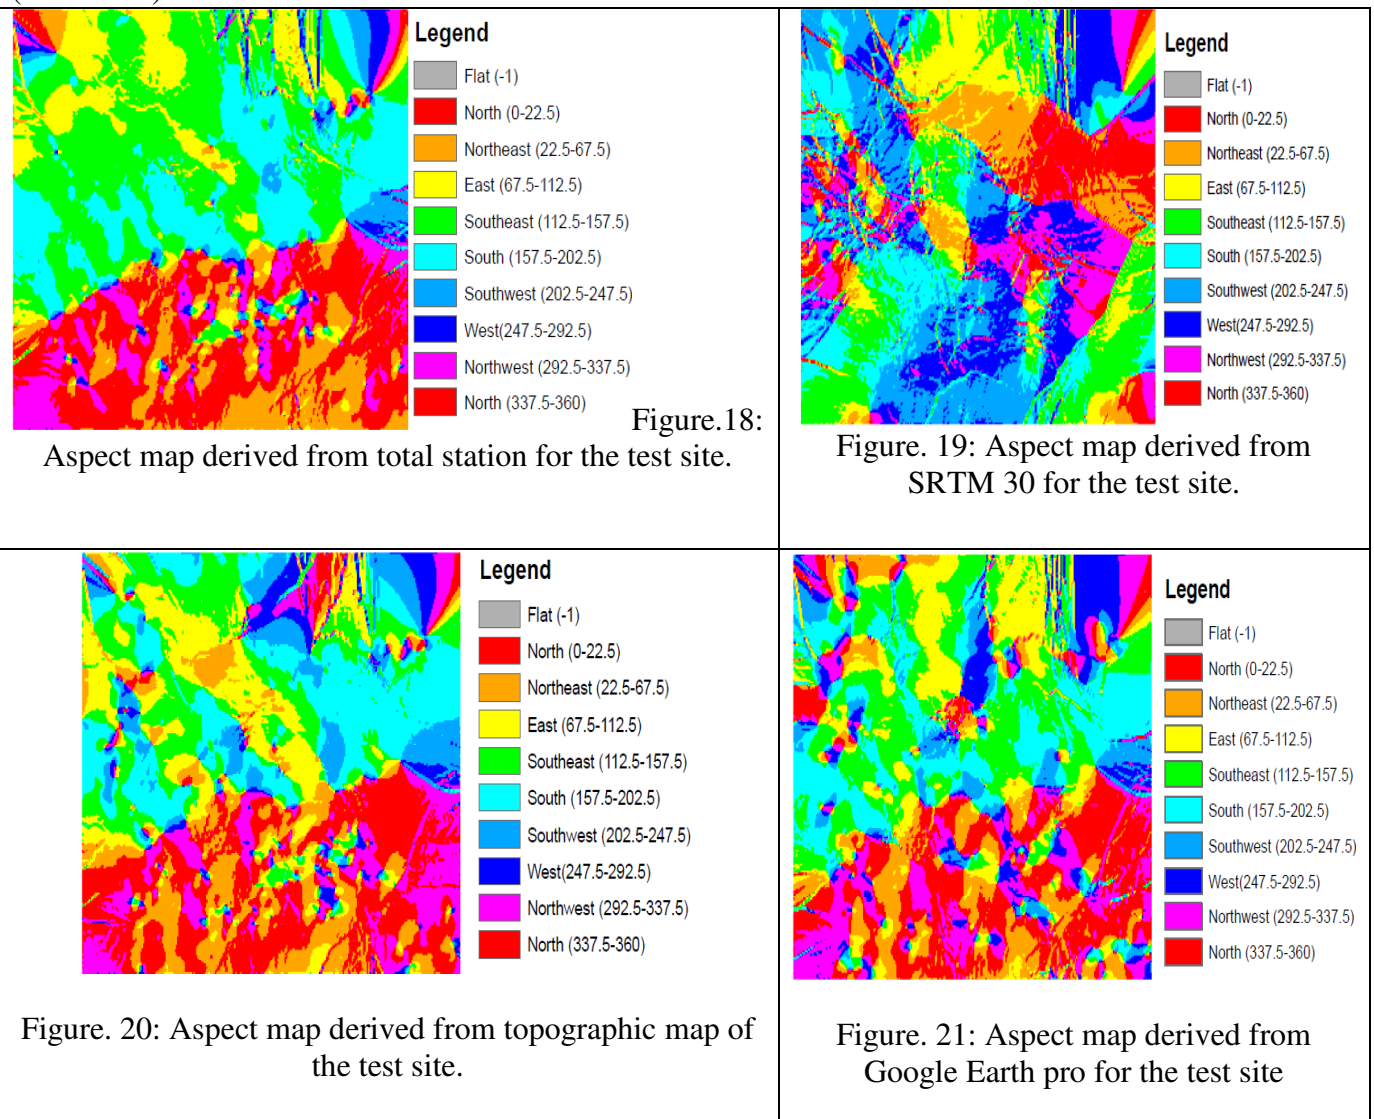 Legend
Flat (-1)
North (0-22.5)
Northeast (22.5-67.5)
East (67.5-112.5)
Southeast (112.5-157.5)
South (157.5-202.5)
Southwest (202.5-247.5)
West(247.5-292.5)
Northwest (292.5-337.5)
North (337.5-360)
Figure.18:
Aspect map derived from total station for the test site.
Legend
Flat (-1)
North (0-22.5)
Northeast (22.5-67.5)
East (67.5-112.5)
Southeast (112.5-157.5)
South (157.5-202.5)
Southwest (202.5-247.5)
West(247.5-292.5)
Northwest (292.5-337.5)
North (337.5-360)
Figure. 19: Aspect map derived from
SRTM 30 for the test site.
Legend
Flat (-1)
North (0-22.5)
Northeast (22.5-67.5)
East (67.5-112.5)
Southeast (112.5-157.5)
South (157.5-202.5)
Southwest (202.5-247.5)
West(247.5-292.5)
Northwest (292.5-337.5)
North (337.5-360)
Figure. 20: Aspect map derived from topographic map of
the test site.
Legend
Flat (-1)
North (0-22.5)
Northeast (22.5-67.5)
East (67.5-112.5)
Southeast (112.5-157.5)
South (157.5-202.5)
Southwest (202.5-247.5)
West(247.5-292.5)
Northwest (292.5-337.5)
North (337.5-360)
Figure. 21: Aspect map derived from
Google Earth pro for the test site